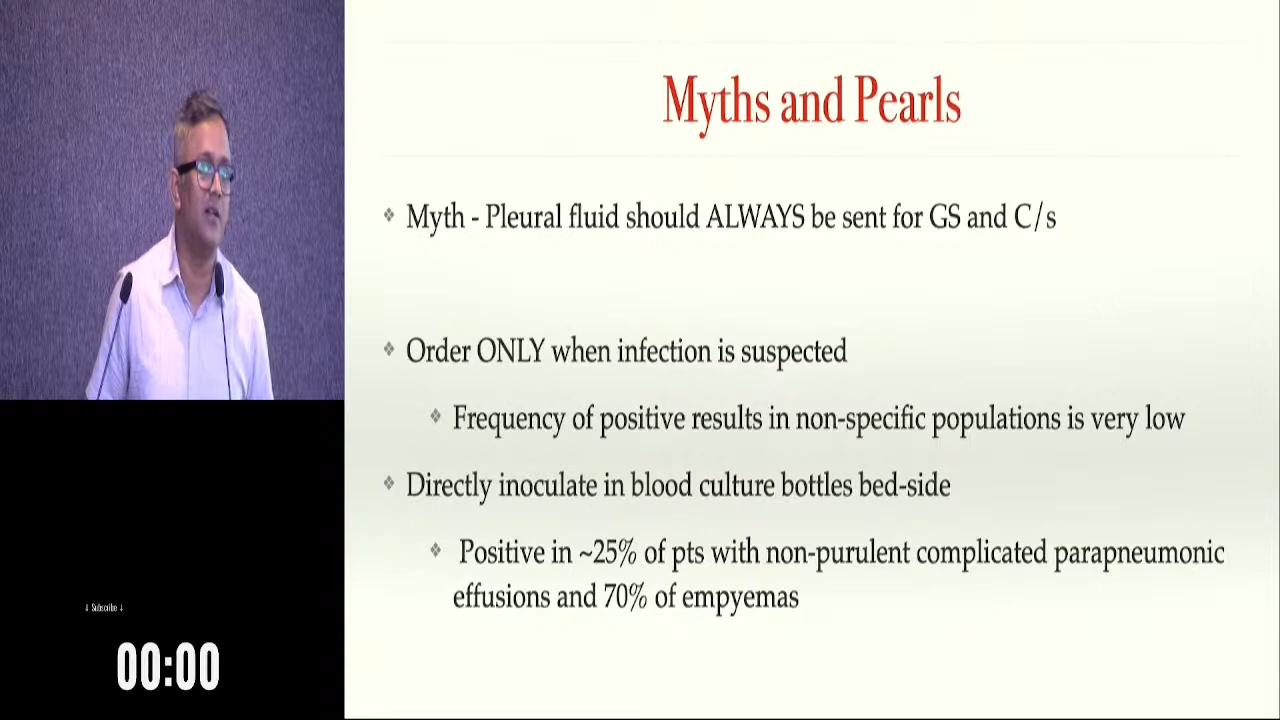 Myths and Pearls
Myth - Pleural fluid should ALWAYS be sent for GS and C/s
Order ONLY when infection is suspected
Frequency of positive results in non-specific populations is very low
Directly inoculate in blood culture bottles bed-side
Positive in ~25% of pts with non-purulent complicated parapneumonic
effusions and 70% of empyemas
↓ Subscribe ↓
00:00